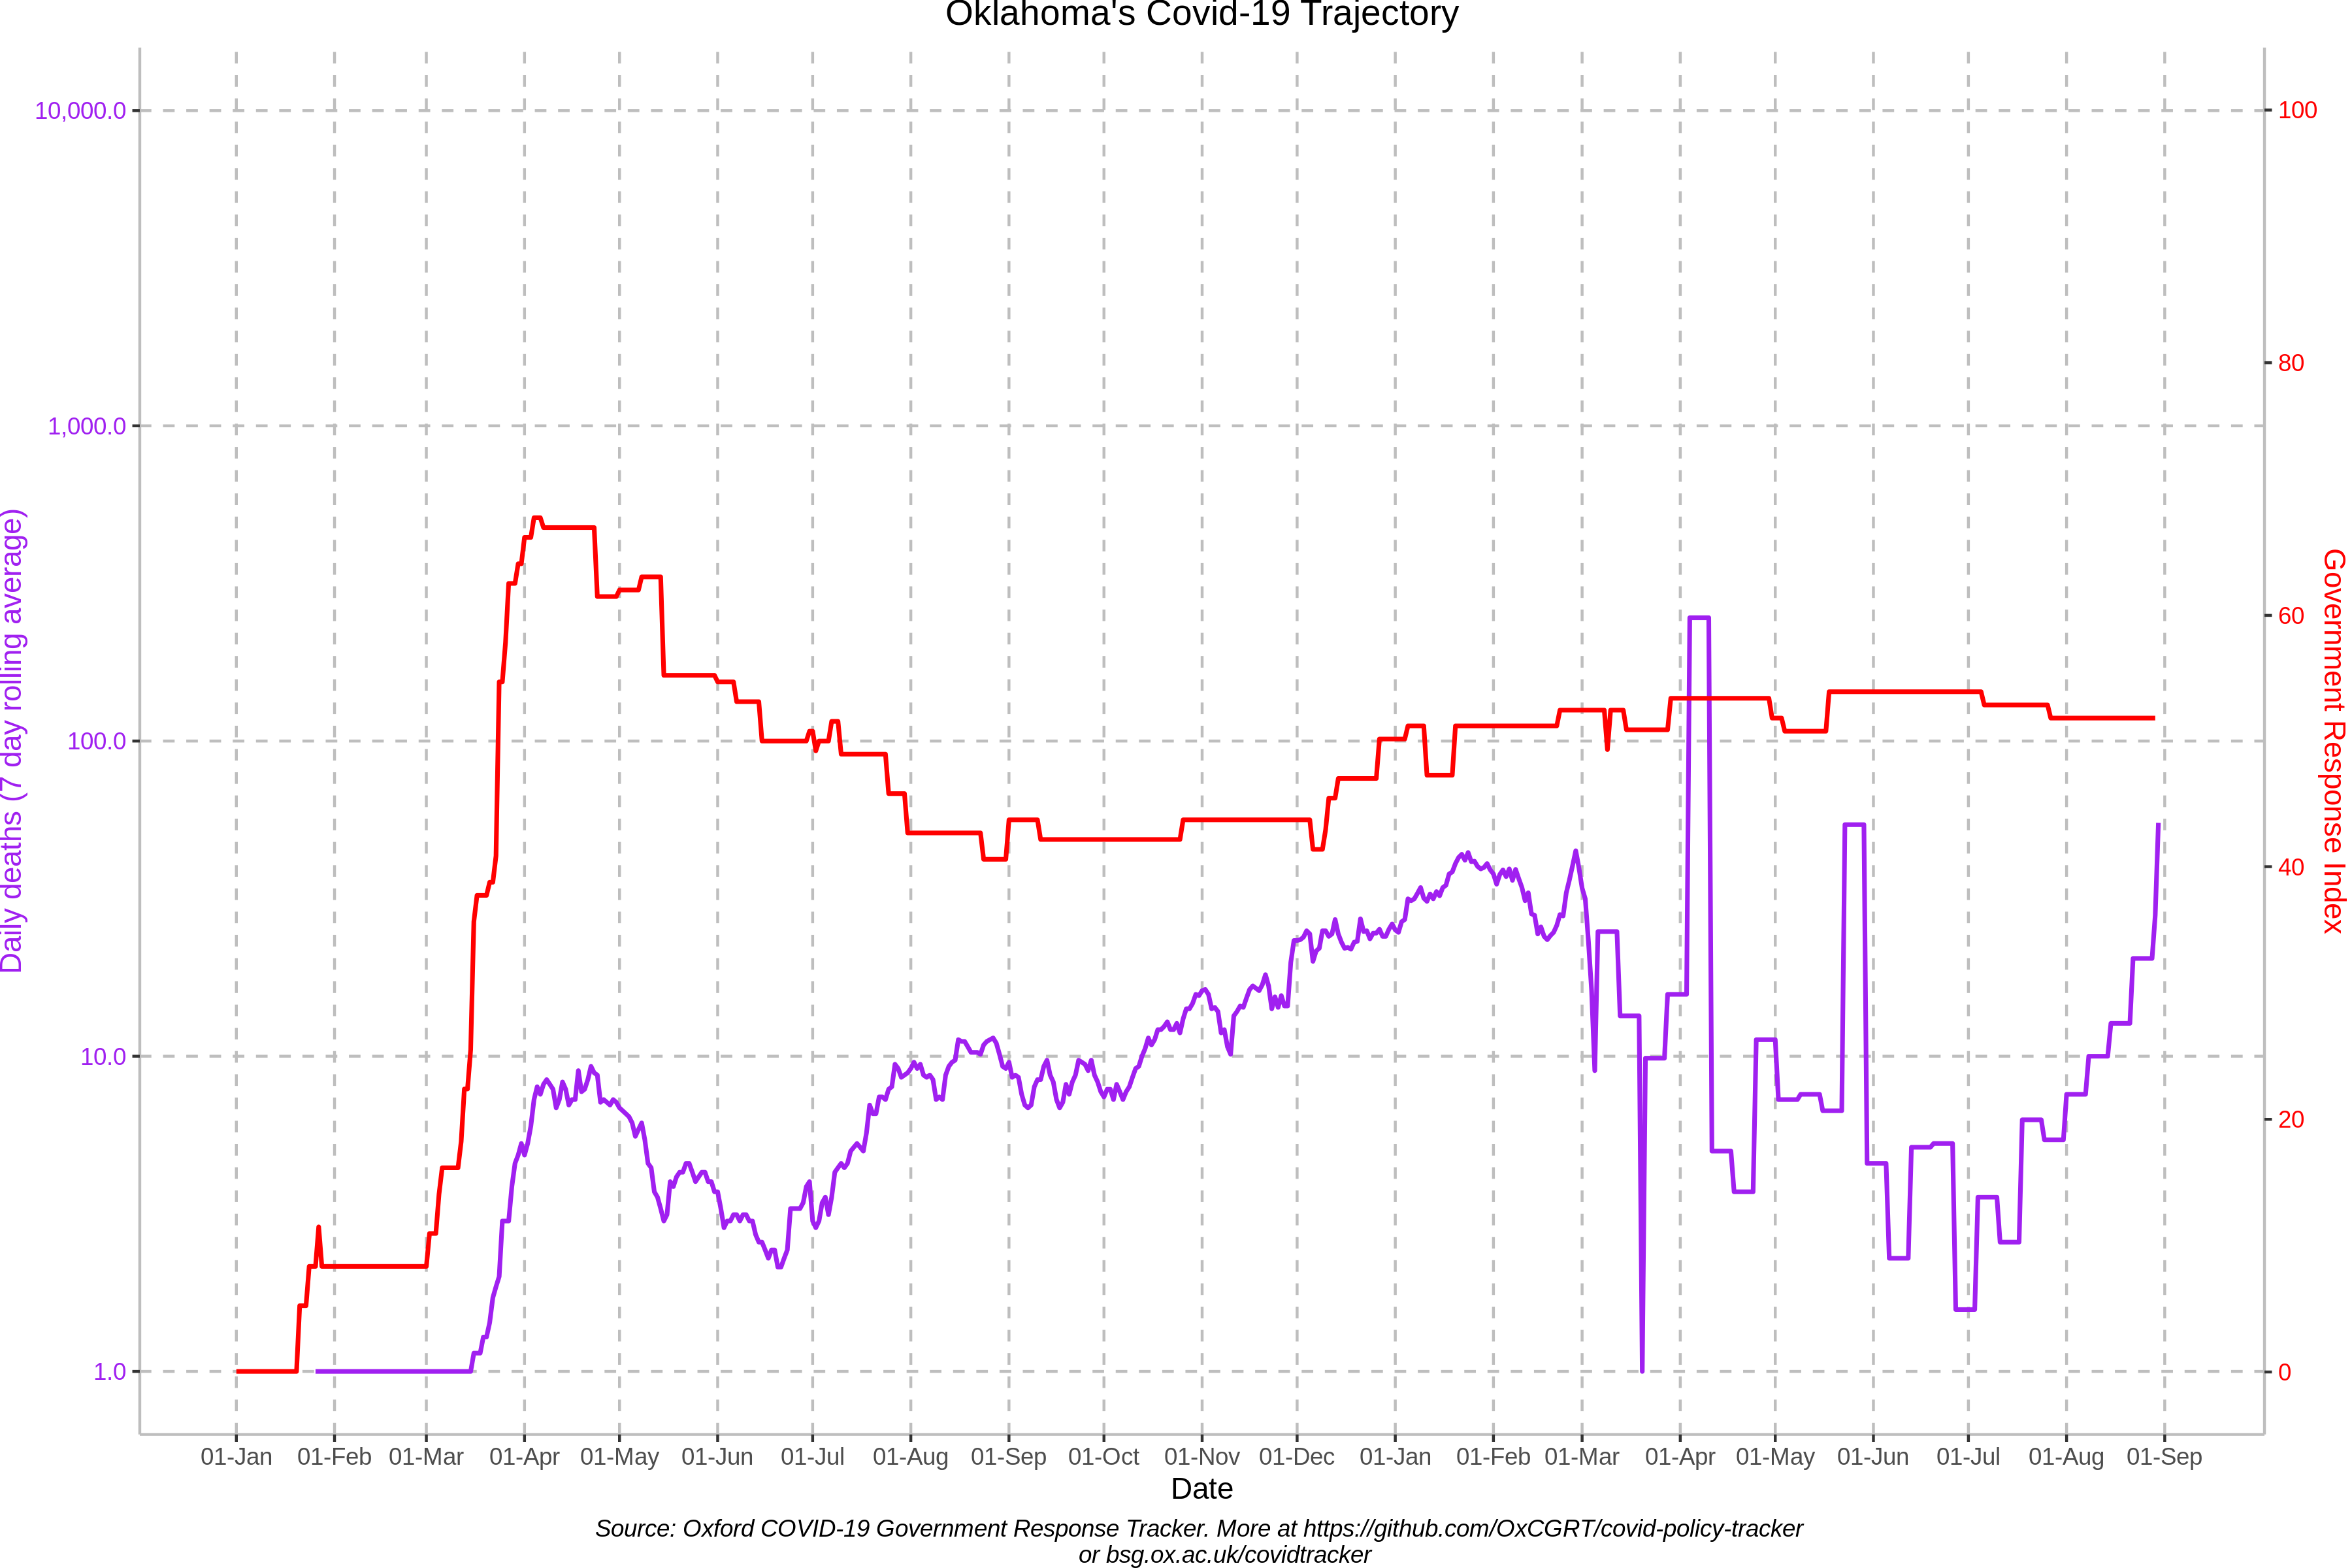 Oklahoma's Covid-19 Trajectory
10,000.0
1,000.0
100.0
10.0
1.0
Daily deaths (7 day rolling average)
100
80
60
40
20
0
Government Response Index
01-Jan 01-Feb 01-Mar 01-Apr 01-May 01-Jun 01-Jul 01-Aug 01-Sep 01-Oct 01-Nov 01-Dec 01-Jan 01-Feb 01-Mar 01-Apr 01-May 01-Jun 01-Jul 01-Aug 01-Sep
Date
Source: Oxford COVID-19 Government Response Tracker. More at https://github.com/OxCGRT/covid-policy-tracker
or bsg.ox.ac.uk/covidtracker